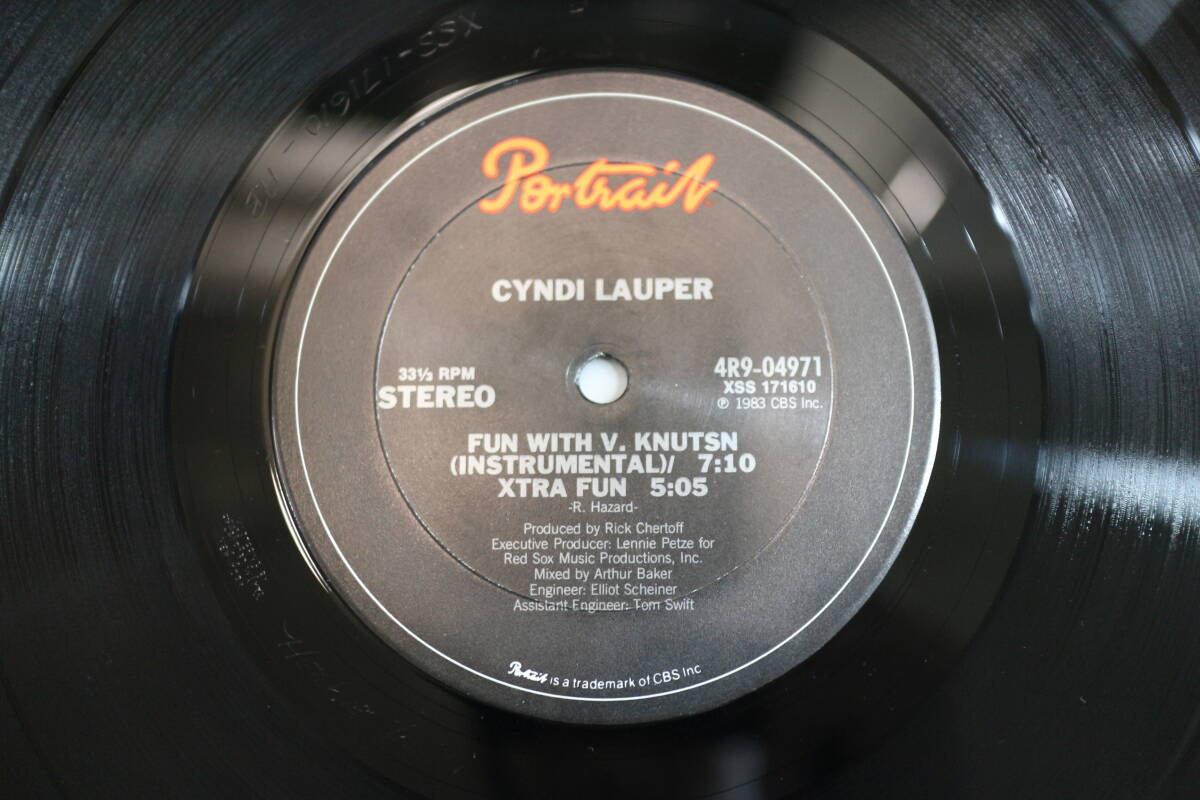 XSS-171610-
Portrait
CYNDI LAUPER
33⅓ RPM
STEREO
4R9-04971
XSS 171610
℗ 1983 CBS Inc.
FUN WITH V. KNUTSN
(INSTRUMENTAL)/ 7:10
XTRA FUN 5:05
-R. Hazard-
Produced by Rick Chertoff
Executive Producer: Lennie Petze for
Red Sox Music Productions, Inc.
Mixed by Arthur Baker
Engineer: Elliot Scheiner
Assistant Engineer: Tom Swift
Portrait is a trademark of CBS Inc